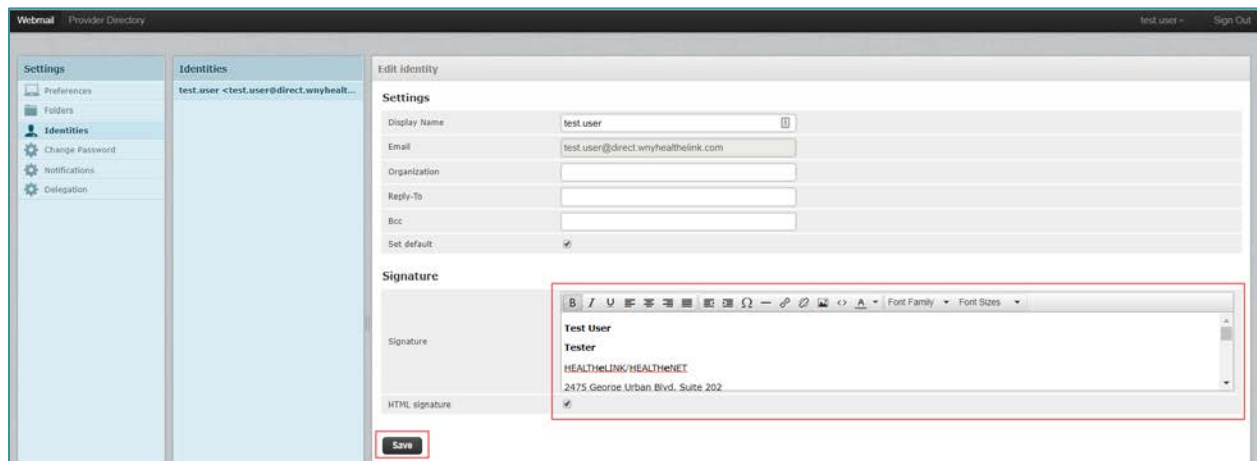 Webmail Provider Directory test.user Sign Out
Settings
Preferences
Folders
Identities
Change Password
Notifications
Delegation
Identities
test.user <test.user@direct.wnyhealt...
Edit identity
Settings
Display Name test.user
Email test.user@direct.wnyhealthelink.com
Organization
Reply-To
Bcc
Set default
Signature
B I U Ω A Font Family Font Sizes
Signature
Test User
Tester
HEALTHeLINK/HEALTHeNET
2475 George Urban Blvd. Suite 202
HTML signature
Save